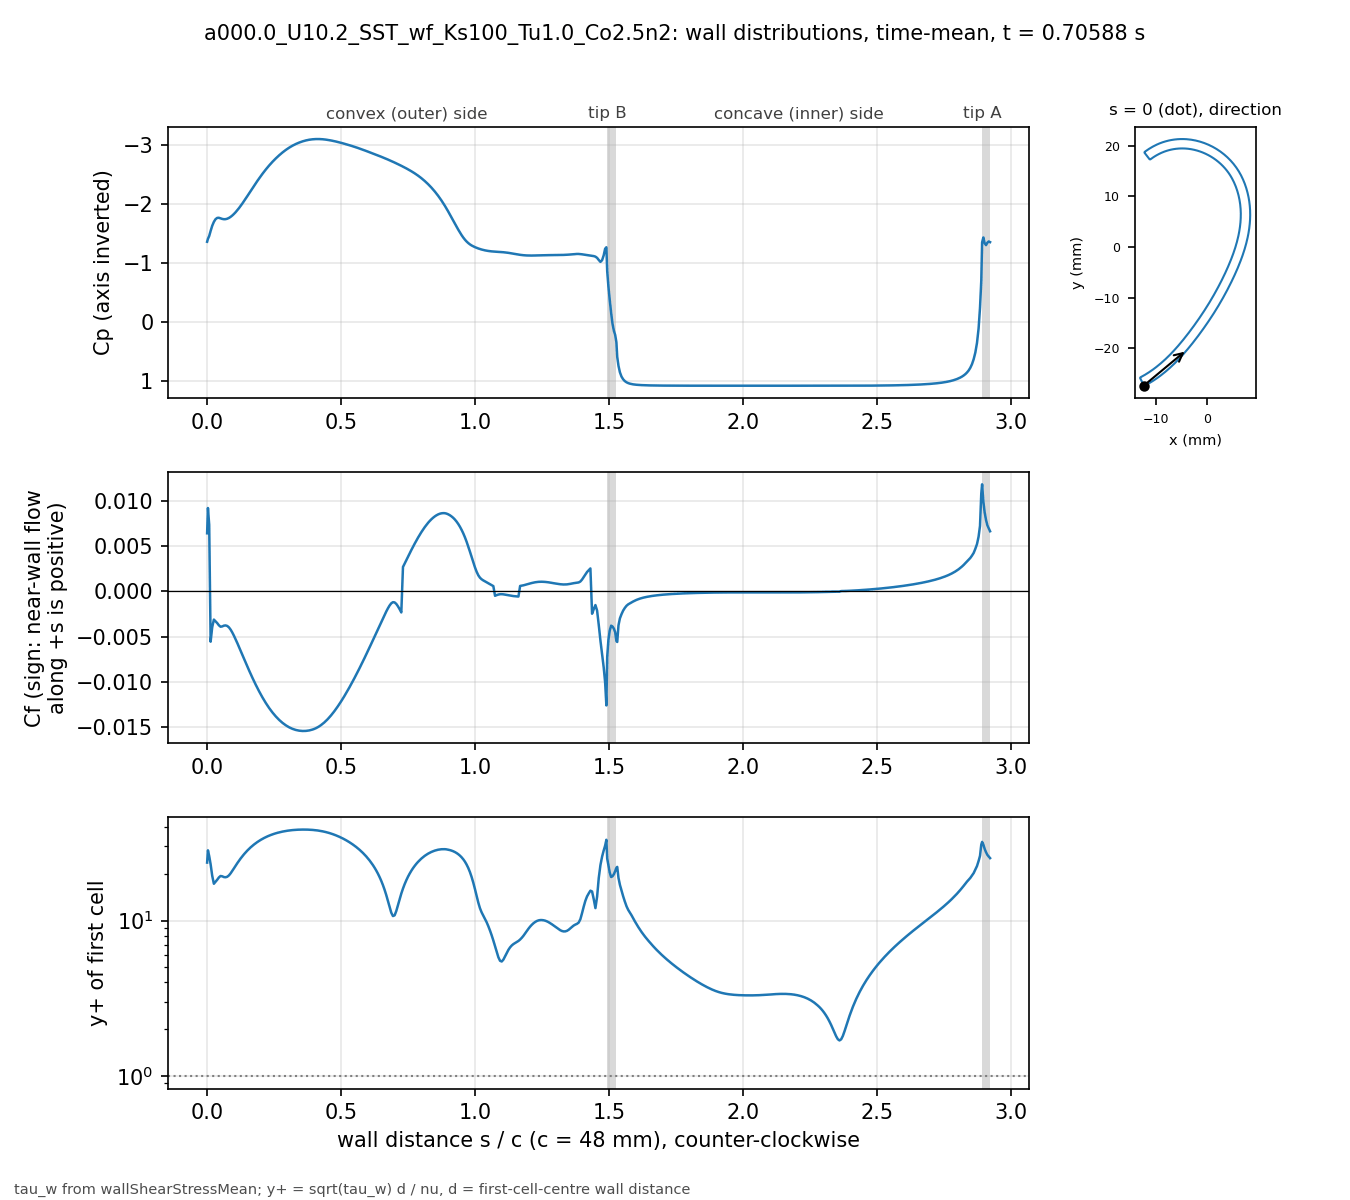 a000.0_U10.2_SST_wf_Ks100_Tu1.0_Co2.5n2: wall distributions, time-mean, t = 0.70588 s
convex (outer) side
tip B
concave (inner) side
tip A
s = 0 (dot), direction
Cp (axis inverted)
−3
−2
−1
0
1
0.0 0.5 1.0 1.5 2.0 2.5 3.0
y (mm)
20
10
0
−10
−20
−10 0
x (mm)
Cf (sign: near-wall flow
along +s is positive)
0.010
0.005
0.000
−0.005
−0.010
−0.015
0.0 0.5 1.0 1.5 2.0 2.5 3.0
y+ of first cell
10¹
10⁰
0.0 0.5 1.0 1.5 2.0 2.5 3.0
wall distance s / c (c = 48 mm), counter-clockwise
tau_w from wallShearStressMean; y+ = sqrt(tau_w) d / nu, d = first-cell-centre wall distance